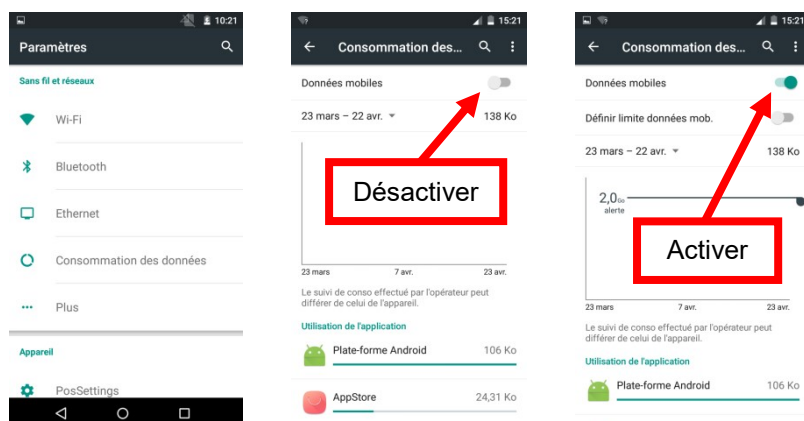 10:21
Paramètres
Sans fil et réseaux
Wi-Fi
Bluetooth
Ethernet
Consommation des données
Plus
Appareil
PosSettings
15:21
Consommation des...
Données mobiles
23 mars – 22 avr.
138 Ko
Désactiver
23 mars 7 avr. 23 avr.
Le suivi de conso effectué par l'opérateur peut
différer de celui de l'appareil.
Utilisation de l'application
Plate-forme Android 106 Ko
AppStore 24,31 Ko
15:21
Consommation des...
Données mobiles
Définir limite données mob.
23 mars – 22 avr.
138 Ko
2,0Go
alerte
Activer
23 mars 7 avr. 23 avr.
Le suivi de conso effectué par l'opérateur peut
différer de celui de l'appareil.
Utilisation de l'application
Plate-forme Android 106 Ko